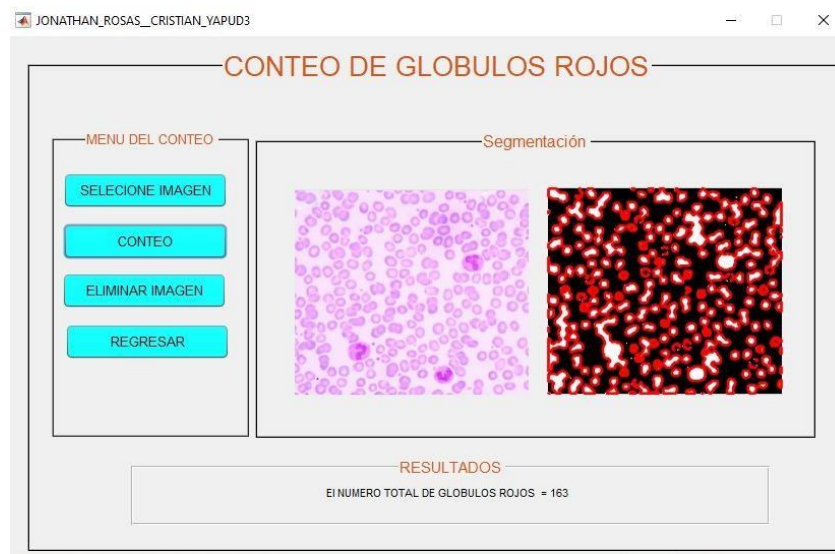 JONATHAN_ROSAS__CRISTIAN_YAPUD3
CONTEO DE GLOBULOS ROJOS
MENU DEL CONTEO
SELECIONE IMAGEN
CONTEO
ELIMINAR IMAGEN
REGRESAR
Segmentación
RESULTADOS
El NUMERO TOTAL DE GLOBULOS ROJOS = 163